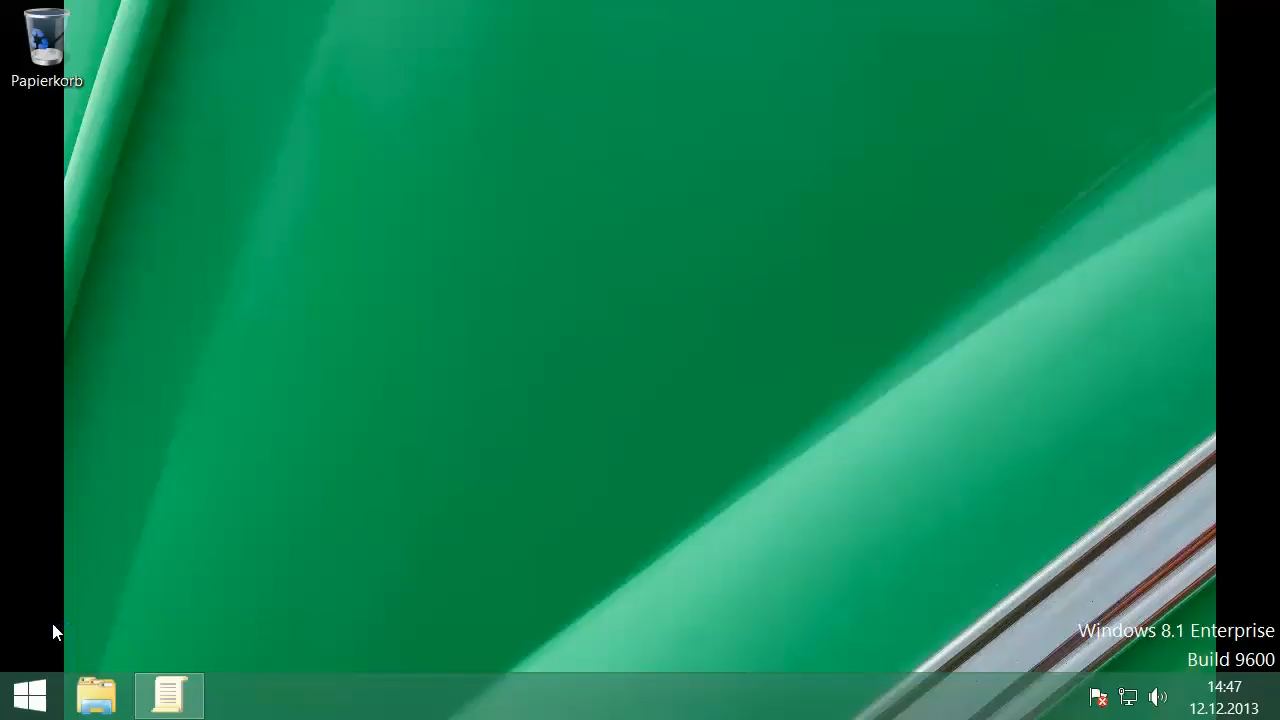 Papierkorb
Windows 8.1 Enterprise
Build 9600
14:47
12.12.2013